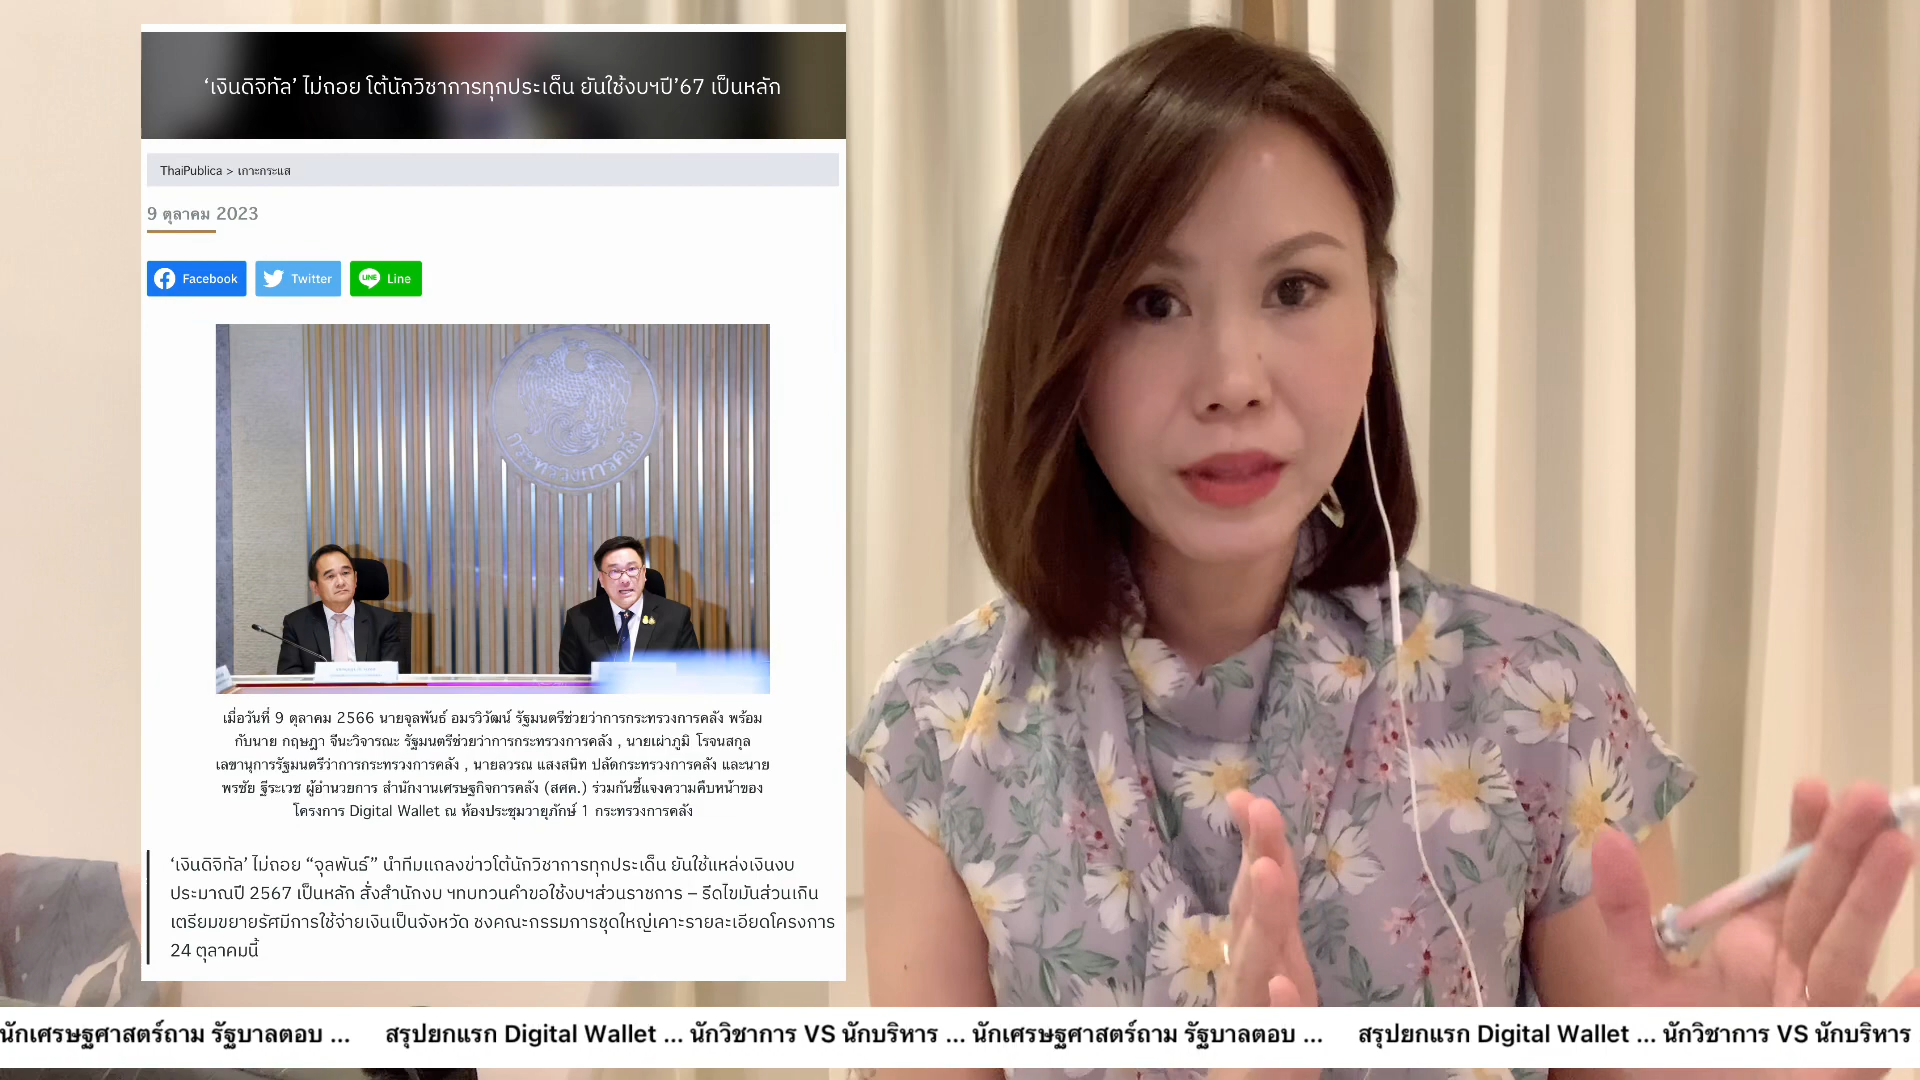 ‘เงินดิจิทัล’ ไม่ถอย โต้นักวิชาการทุกประเด็น ยันใช้งบฯปี’67 เป็นหลัก
ThaiPublica > เกาะกระแส
9 ตุลาคม 2023
Facebook
Twitter
LINE
Line
กระทรวงการคลัง
เมื่อวันที่ 9 ตุลาคม 2566 นายจุลพันธ์ อมรวิวัฒน์ รัฐมนตรีช่วยว่าการกระทรวงการคลัง พร้อม
กับนาย กฤษฎา จีนะวิจารณะ รัฐมนตรีช่วยว่าการกระทรวงการคลัง , นายเผ่าภูมิ โรจนสกุล
เลขานุการรัฐมนตรีว่าการกระทรวงการคลัง , นายลวรณ แสงสนิท ปลัดกระทรวงการคลัง และนาย
พรชัย ฐีระเวช ผู้อำนวยการ สำนักงานเศรษฐกิจการคลัง (สศค.) ร่วมกันชี้แจงความคืบหน้าของ
โครงการ Digital Wallet ณ ห้องประชุมวายุภักษ์ 1 กระทรวงการคลัง
‘เงินดิจิทัล’ ไม่ถอย “จุลพันธ์” นำทีมแถลงข่าวโต้นักวิชาการทุกประเด็น ยันใช้แหล่งเงินงบ
ประมาณปี 2567 เป็นหลัก สั่งสำนักงบ ฯทบทวนคำขอใช้งบฯส่วนราชการ – รีดไขมันส่วนเกิน
เตรียมขยายรัศมีการใช้จ่ายเงินเป็นจังหวัด ชงคณะกรรมการชุดใหญ่เคาะรายละเอียดโครงการ
24 ตุลาคมนี้
นักเศรษฐศาสตร์ถาม รัฐบาลตอบ ... สรุปยกแรก Digital Wallet ... นักวิชาการ VS นักบริหาร ... นักเศรษฐศาสตร์ถาม รัฐบาลตอบ ... สรุปยกแรก Digital Wallet ... นักวิชาการ VS นักบริหาร